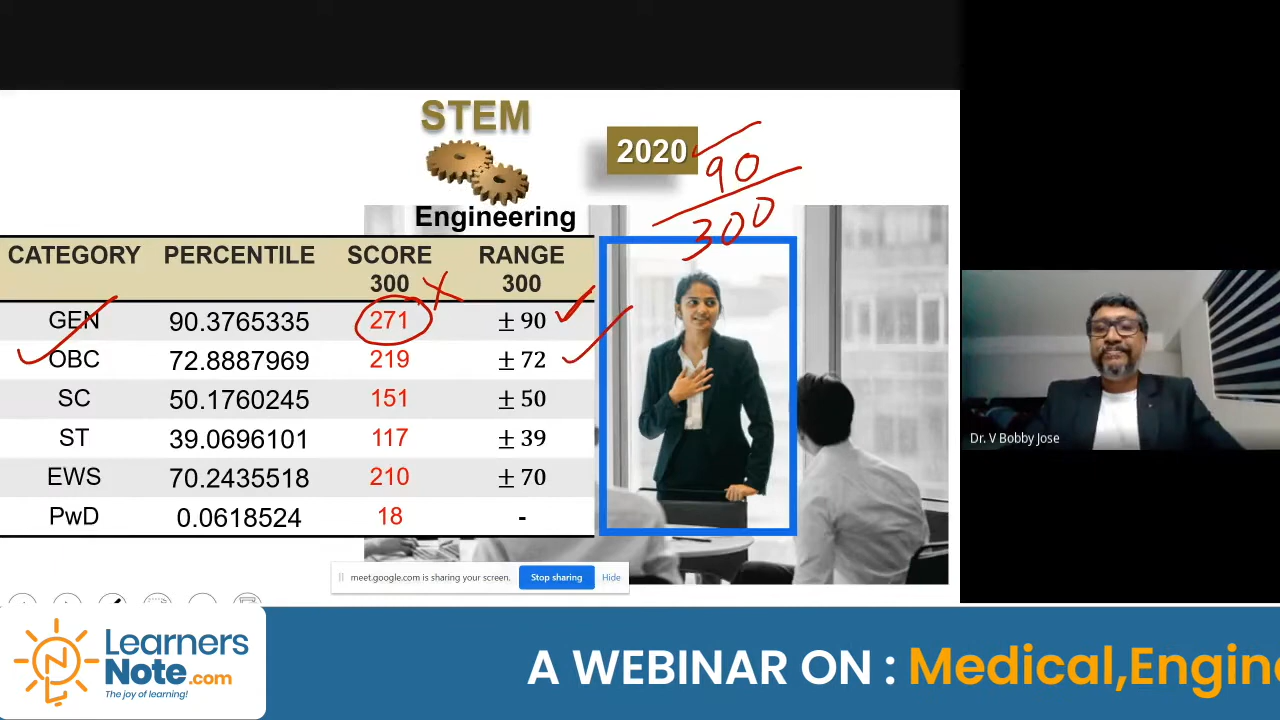 STEM
2020
90
300
Engineering
CATEGORY PERCENTILE SCORE 300 RANGE 300
GEN 90.3765335 271 ± 90
OBC 72.8887969 219 ± 72
SC 50.1760245 151 ± 50
ST 39.0696101 117 ± 39
EWS 70.2435518 210 ± 70
PwD 0.0618524 18 -
Dr. V Bobby Jose
meet.google.com is sharing your screen. Stop sharing Hide
Learners
Note.com
The joy of learning!
A WEBINAR ON : Medical,Engine